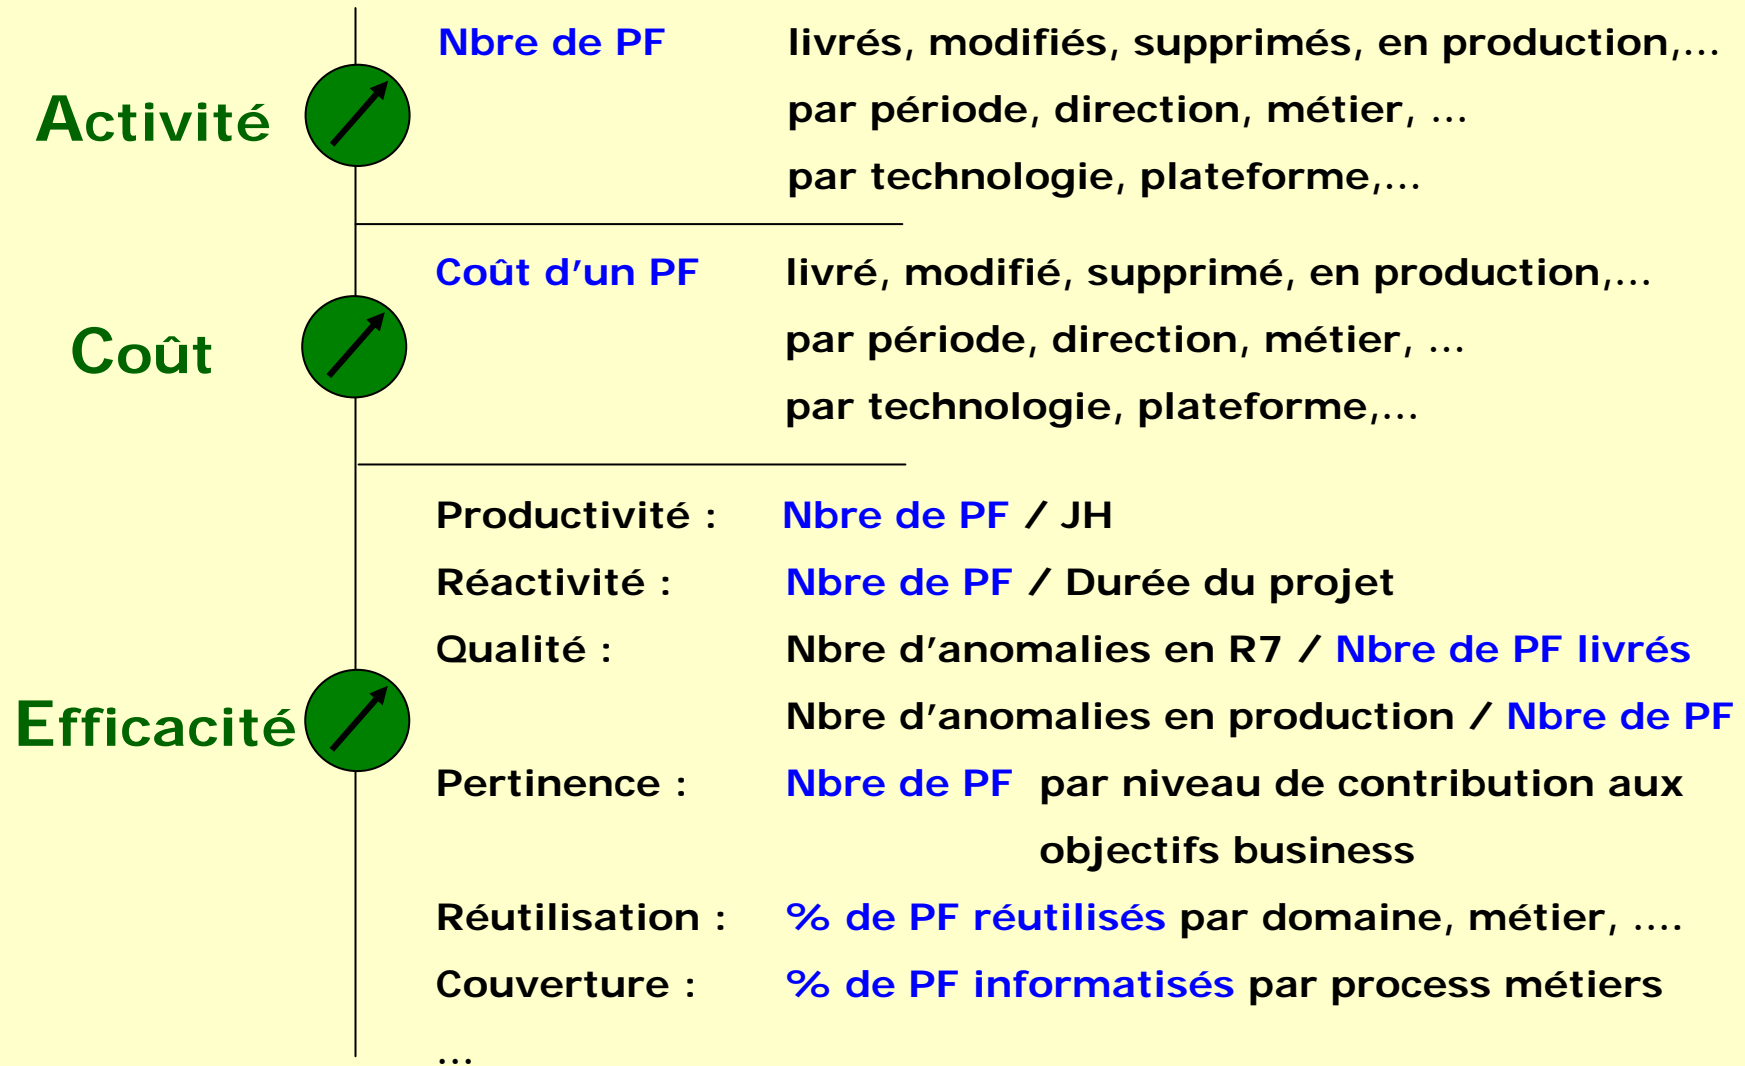 Activité
Nbre de PF livrés, modifiés, supprimés, en production,...
par période, direction, métier, ...
par technologie, plateforme,...
Coût
Coût d'un PF livré, modifié, supprimé, en production,...
par période, direction, métier, ...
par technologie, plateforme,...
Efficacité
Productivité : Nbre de PF / JH
Réactivité : Nbre de PF / Durée du projet
Qualité : Nbre d'anomalies en R7 / Nbre de PF livrés
Nbre d'anomalies en production / Nbre de PF
Pertinence : Nbre de PF par niveau de contribution aux
objectifs business
Réutilisation : % de PF réutilisés par domaine, métier, ....
Couverture : % de PF informatisés par process métiers
...